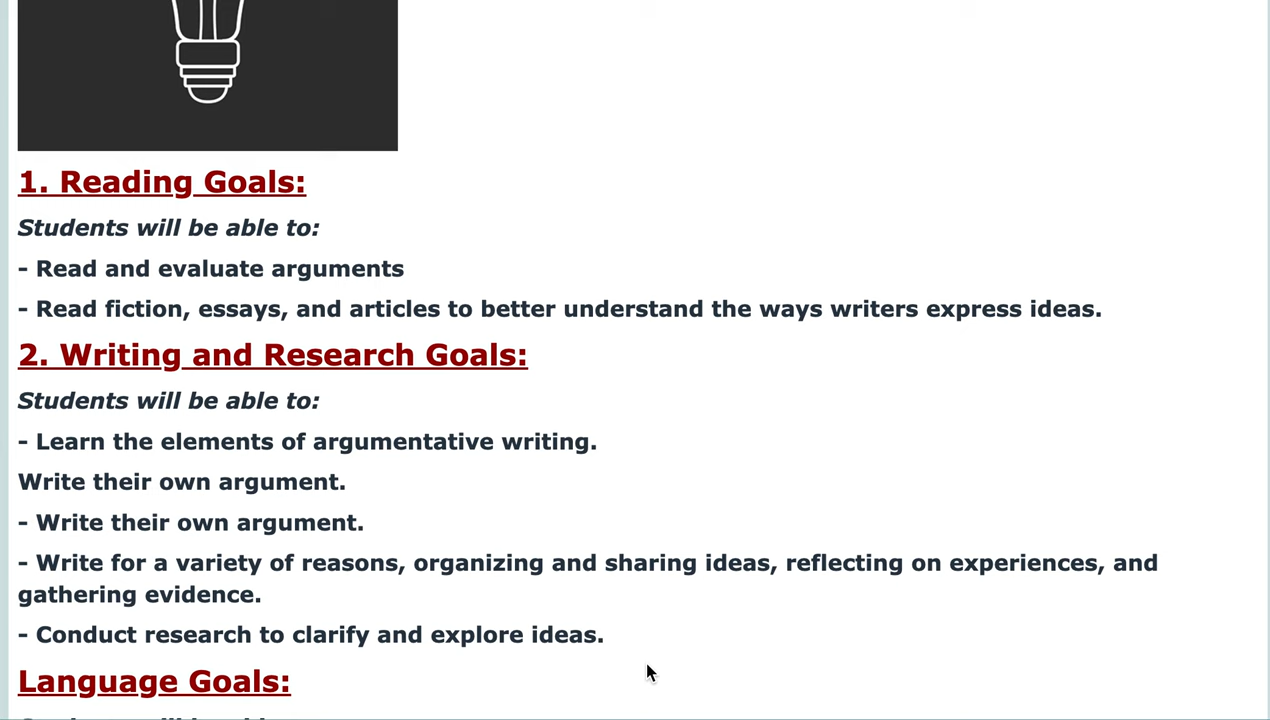 1. Reading Goals:
Students will be able to:
- Read and evaluate arguments
- Read fiction, essays, and articles to better understand the ways writers express ideas.
2. Writing and Research Goals:
Students will be able to:
- Learn the elements of argumentative writing.
Write their own argument.
- Write their own argument.
- Write for a variety of reasons, organizing and sharing ideas, reflecting on experiences, and
gathering evidence.
- Conduct research to clarify and explore ideas.
Language Goals: